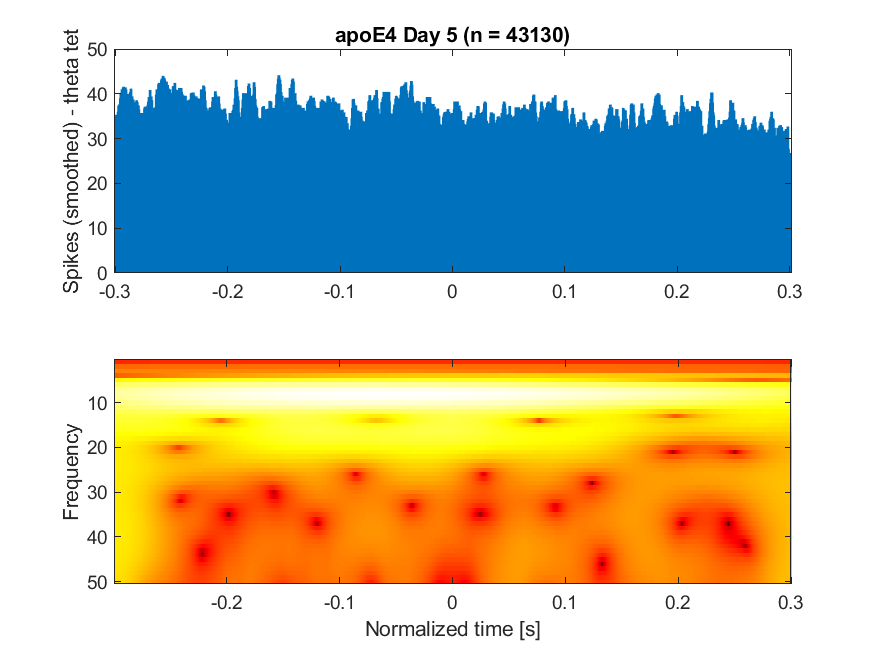 apoE4 Day 5 (n = 43130)
Spikes (smoothed) - theta tet
50
40
30
20
10
0
-0.3 -0.2 -0.1 0 0.1 0.2 0.3
Frequency
10
20
30
40
50
-0.2 -0.1 0 0.1 0.2 0.3
Normalized time [s]